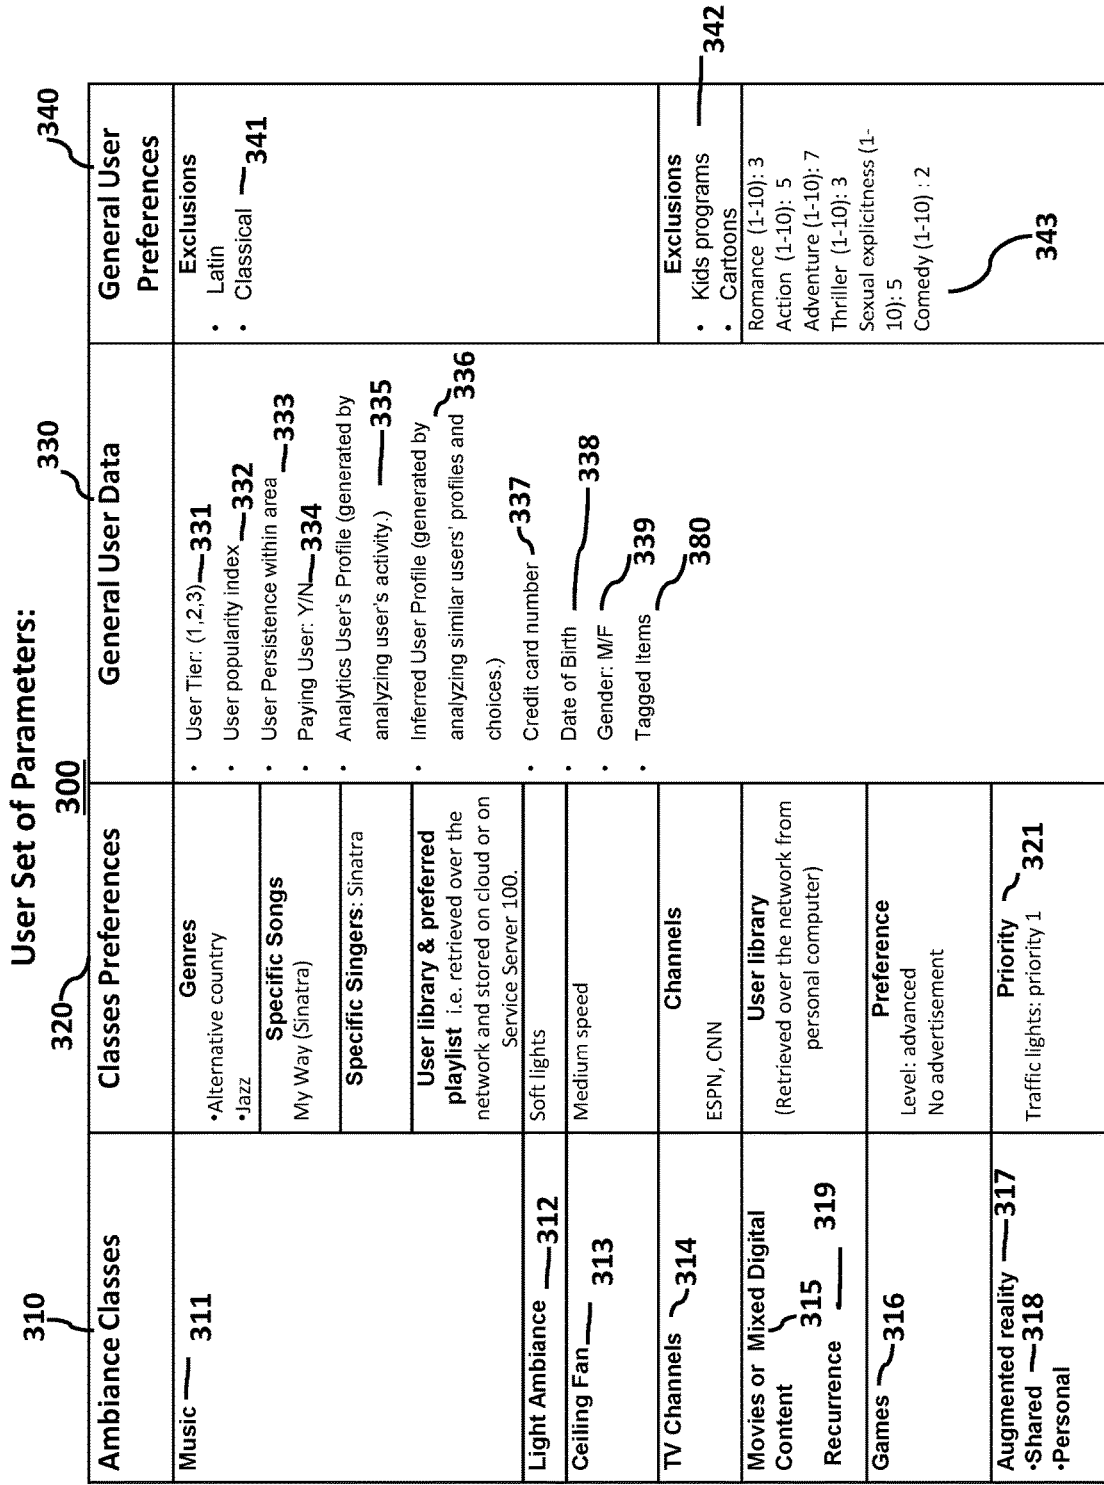 User Set of Parameters:
300
310
320
330
340
Ambiance Classes
Classes Preferences
General User Data
General User
Preferences
Music 311
Genres
•Alternative country
•Jazz
Specific Songs
My Way (Sinatra)
Specific Singers: Sinatra
User library & preferred
playlist i.e. retrieved over the
network and stored on cloud or on
Service Server 100.
• User Tier: (1,2,3) 331
• User popularity index 332
• User Persistence within area 333
• Paying User: Y/N 334
• Analytics User's Profile (generated by
analyzing user's activity.) 335
• Inferred User Profile (generated by 336
analyzing similar users' profiles and
choices.)
• Credit card number 337
• Date of Birth 338
• Gender: M/F 339
• Tagged Items 380
Exclusions
• Latin
• Classical 341
Light Ambiance 312
Soft lights
Ceiling Fan 313
Medium speed
TV Channels 314
Channels
ESPN, CNN
Exclusions
• Kids programs 342
• Cartoons
Movies or Mixed Digital
Content 315
Recurrence 319
User library
(Retrieved over the network from
personal computer)
Romance (1-10): 3
Action (1-10): 5
Adventure (1-10): 7
Thriller (1-10): 3
Sexual explicitness (1-
10): 5
Comedy (1-10) : 2
343
Games 316
Preference
Level: advanced
No advertisement
Augmented reality 317
•Shared 318
•Personal
Priority 321
Traffic lights: priority 1